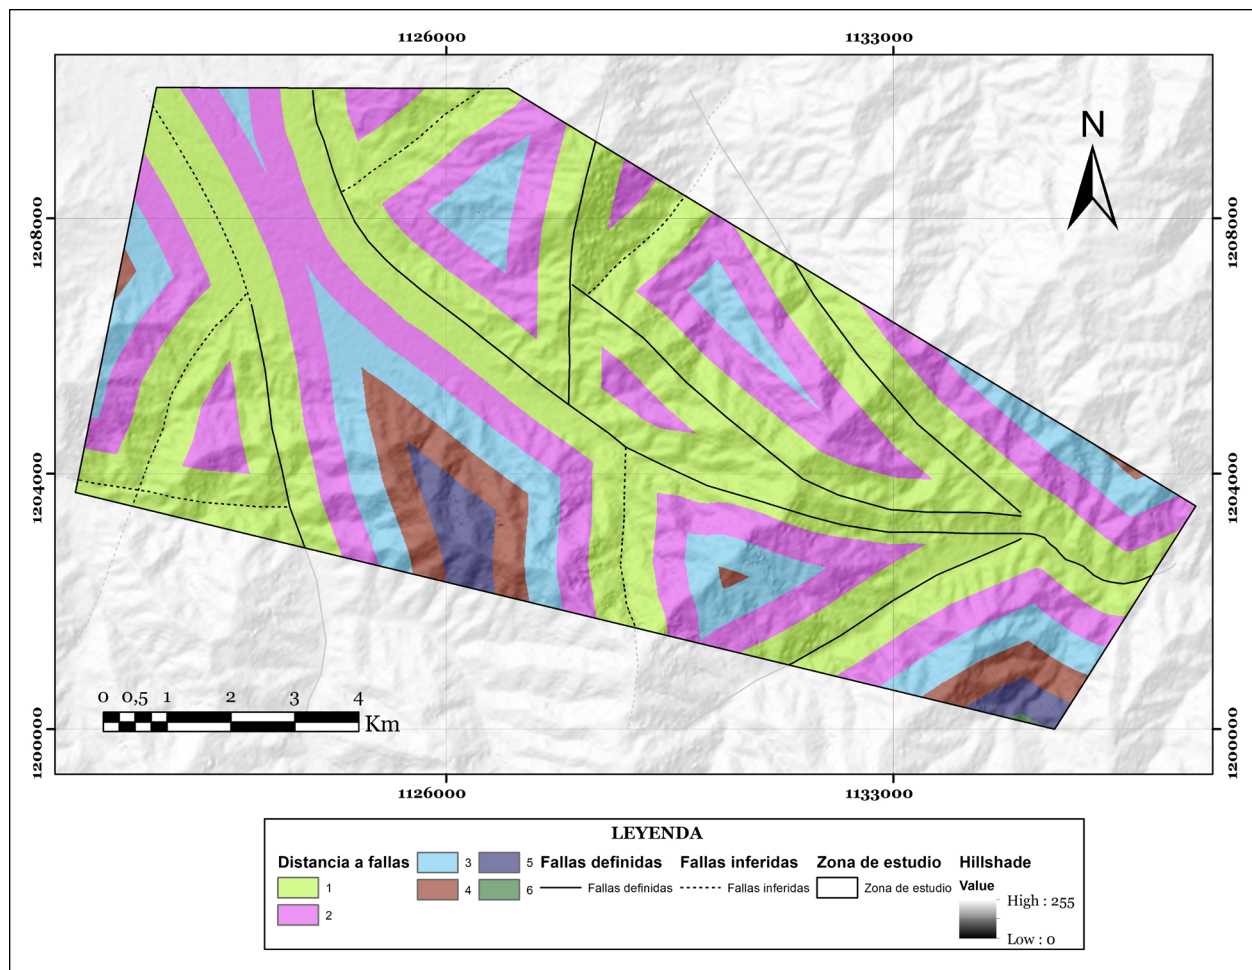 1126000 1133000
N
1208000 1208000
1204000 1204000
0 0,5 1 2 3 4
Km
1200000 1200000
1126000 1133000
LEYENDA
Distancia a fallas 3 5 Fallas definidas Fallas inferidas Zona de estudio Hillshade
1 4 6 Fallas definidas Fallas inferidas Zona de estudio Value
High : 255
2
Low : 0